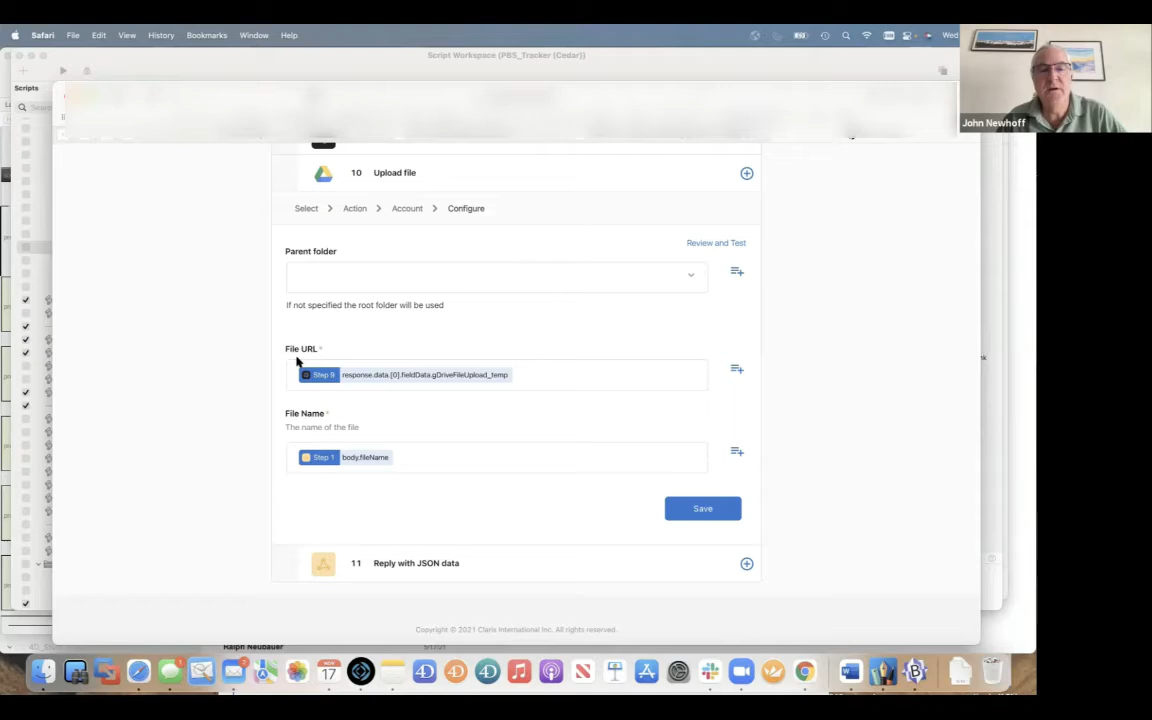 Safari File Edit View History Bookmarks Window Help Wed
Script Workspace (PBS_Tracker (Cedar))
Scripts
John Newhoff
10 Upload file
Select > Action > Account > Configure
Review and Test
Parent folder
If not specified the root folder will be used
File URL*
Step 9 response.data.[0].fieldData.gDriveFileUpload_temp
File Name*
The name of the file
Step 1 body.fileName
Save
11 Reply with JSON data
Copyright © 2021 Claris International Inc. All rights reserved.
Ralph Neubauer
NOV
17